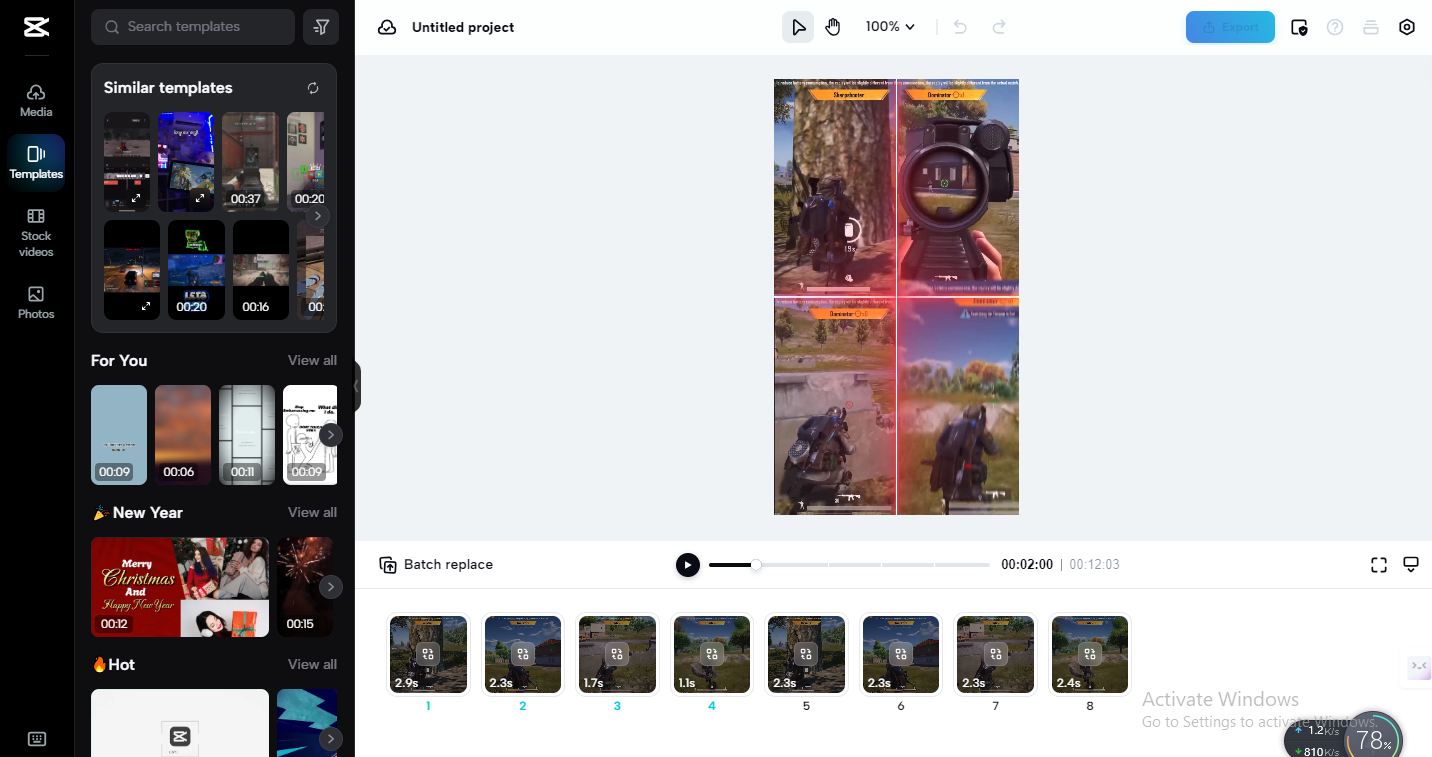 Search templates
Untitled project
100%
Export
Media
Templates
Stock
videos
Photos
Similar templates
00:37
00:20
00:20
00:16
00:
For You
View all
00:09
00:06
00:11
00:09
New Year
View all
Merry
Christmas
And
Happy New Year
00:12
00:15
Hot
View all
Sharpshooter
Dominator x1
19s
Dominator
Batch replace
00:02:00 | 00:12:03
2.9s
2.3s
1.7s
1.1s
2.3s
2.3s
2.3s
2.4s
1
2
3
4
5
6
7
8
Activate Windows
Go to Settings to activate Windows.
1.2K/s
810K/s
78%